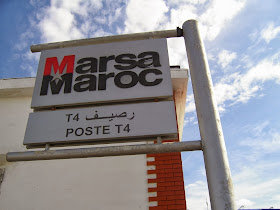 Marsa
Maroc
رصيف T4
POSTE T4